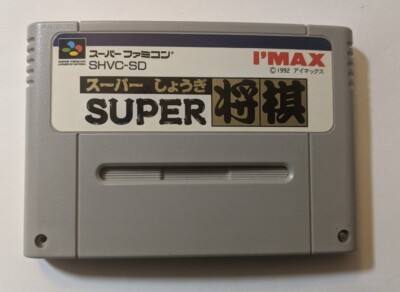 スーパーファミコン®
SHVC-SD
I'MAX
©1992 アイマックス
スーパー しょうぎ
SUPER 将棋